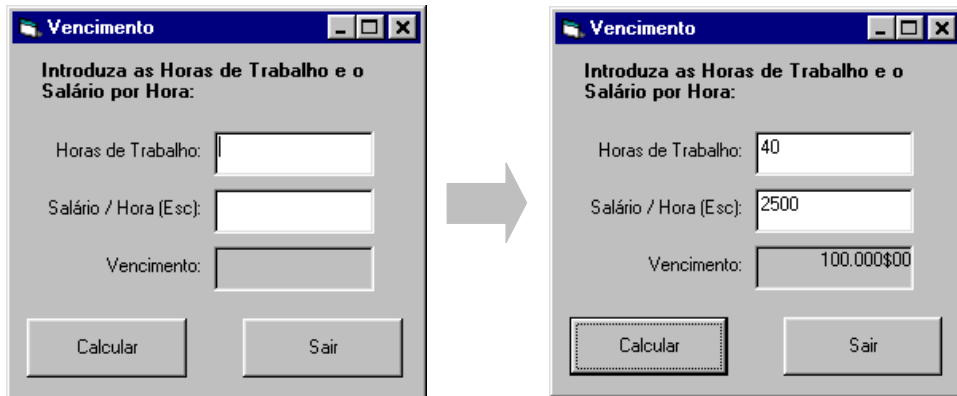 Vencimento
Introduza as Horas de Trabalho e o
Salário por Hora:
Horas de Trabalho:
Salário / Hora (Esc):
Vencimento:
Calcular
Sair
Vencimento
Introduza as Horas de Trabalho e o
Salário por Hora:
Horas de Trabalho: 40
Salário / Hora (Esc): 2500
Vencimento: 100.000$00
Calcular
Sair